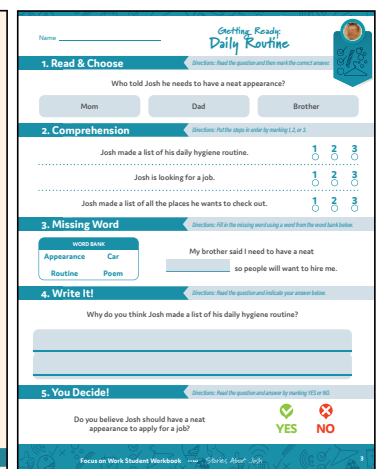 Name
Getting Ready:
Daily Routine
1. Read & Choose
Directions: Read the question and then mark the correct answer.
Who told Josh he needs to have a neat appearance?
Mom Dad Brother
2. Comprehension
Directions: Put the steps in order by marking 1, 2, or 3.
Josh made a list of his daily hygiene routine. 1 2 3
Josh is looking for a job. 1 2 3
Josh made a list of all the places he wants to check out. 1 2 3
3. Missing Word
Directions: Fill in the missing word using a word from the word bank below.
WORD BANK
Appearance Car
Routine Poem
My brother said I need to have a neat
so people will want to hire me.
4. Write It!
Directions: Read the question and indicate your answer below.
Why do you think Josh made a list of his daily hygiene routine?
5. You Decide!
Directions: Read the question and answer by marking YES or NO.
Do you believe Josh should have a neat
appearance to apply for a job?
YES NO
Focus on Work Student Workbook ---- Stories About Josh 3